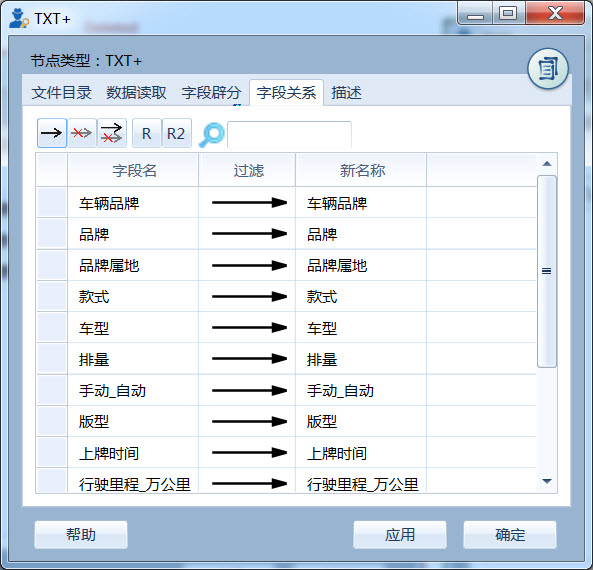 TXT+
节点类型：TXT+
文件目录 数据读取 字段辟分 字段关系 描述
R R2
字段名 过滤 新名称
车辆品牌 车辆品牌
品牌 品牌
品牌属地 品牌属地
款式 款式
车型 车型
排量 排量
手动_自动 手动_自动
版型 版型
上牌时间 上牌时间
行驶里程_万公里 行驶里程_万公里
帮助 应用 确定